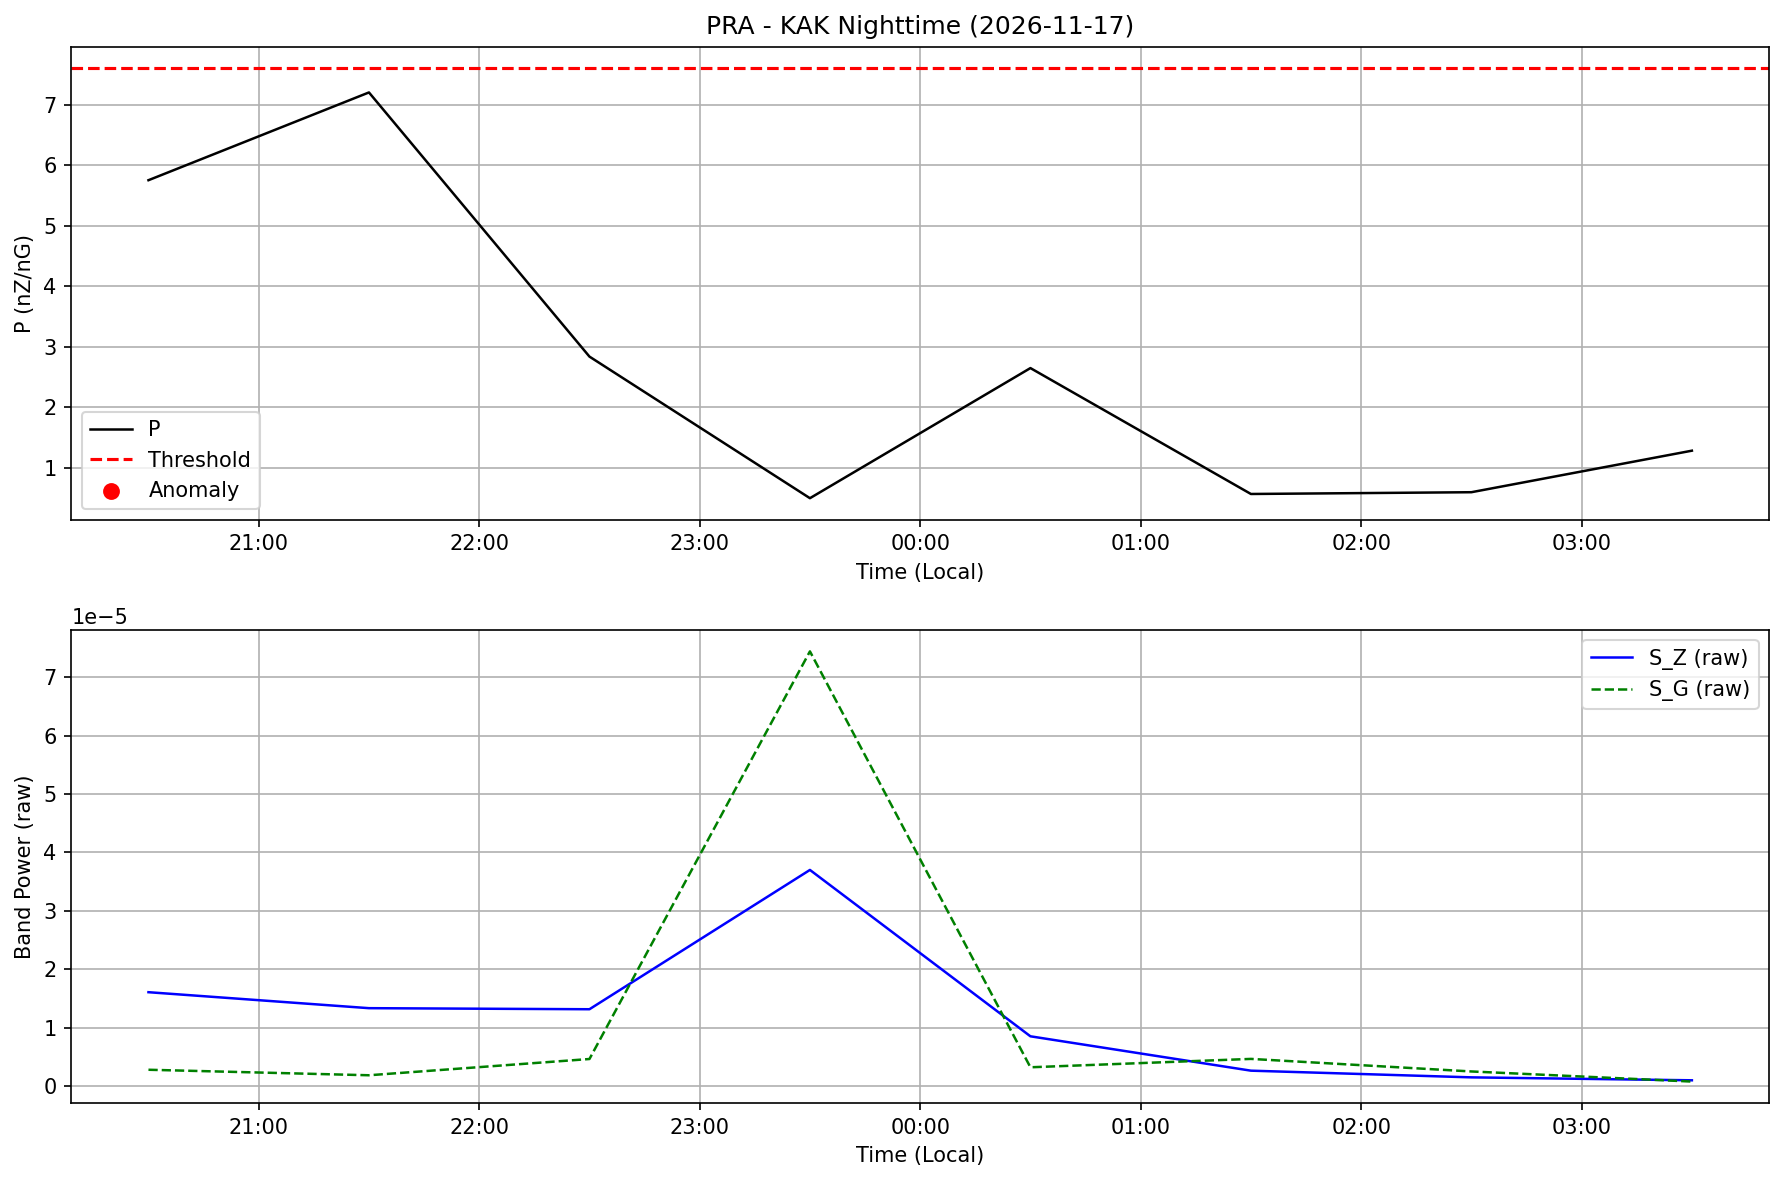 PRA - KAK Nighttime (2026-11-17)
P (nZ/nG)
7
6
5
4
3
2
1
P
Threshold
Anomaly
21:00 22:00 23:00 00:00 01:00 02:00 03:00
Time (Local)
1e−5
Band Power (raw)
7
6
5
4
3
2
1
0
S_Z (raw)
S_G (raw)
21:00 22:00 23:00 00:00 01:00 02:00 03:00
Time (Local)